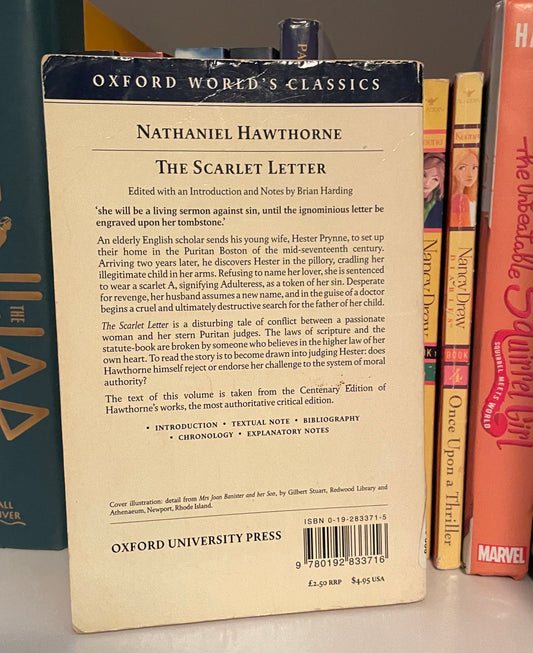 OXFORD WORLD'S CLASSICS
NATHANIEL HAWTHORNE
THE SCARLET LETTER
Edited with an Introduction and Notes by Brian Harding
'she will be a living sermon against sin, until the ignominious letter be
engraved upon her tombstone.'
An elderly English scholar sends his young wife, Hester Prynne, to set up
their home in the Puritan Boston of the mid-seventeenth century.
Arriving two years later, he discovers Hester in the pillory, cradling her
illegitimate child in her arms. Refusing to name her lover, she is sentenced
to wear a scarlet A, signifying Adulteress, as a token of her sin. Desperate
for revenge, her husband assumes a new name, and in the guise of a doctor
begins a cruel and ultimately destructive search for the father of her child.
The Scarlet Letter is a disturbing tale of conflict between a passionate
woman and her stern Puritan judges. The laws of scripture and the
statute-book are broken by someone who believes in the higher law of her
own heart. To read the story is to become drawn into judging Hester: does
Hawthorne himself reject or endorse her challenge to the system of moral
authority?
The text of this volume is taken from the Centenary Edition of
Hawthorne's works, the most authoritative critical edition.
• INTRODUCTION • TEXTUAL NOTE • BIBLIOGRAPHY
• CHRONOLOGY • EXPLANATORY NOTES
Cover illustration: detail from Mrs Joan Banister and her Son, by Gilbert Stuart, Redwood Library and
Athenaeum, Newport, Rhode Island.
OXFORD UNIVERSITY PRESS
ISBN 0-19-283371-5
9 780192 833716
£2.50 RRP $4.95 USA
THE
Nancy Drew
Keene
Nancy Drew
DIARIES
BOOK
Once Upon a Thriller
the Unbeatable
Squirrel Girl
SQUIRREL MEETS WORLD
MARVEL